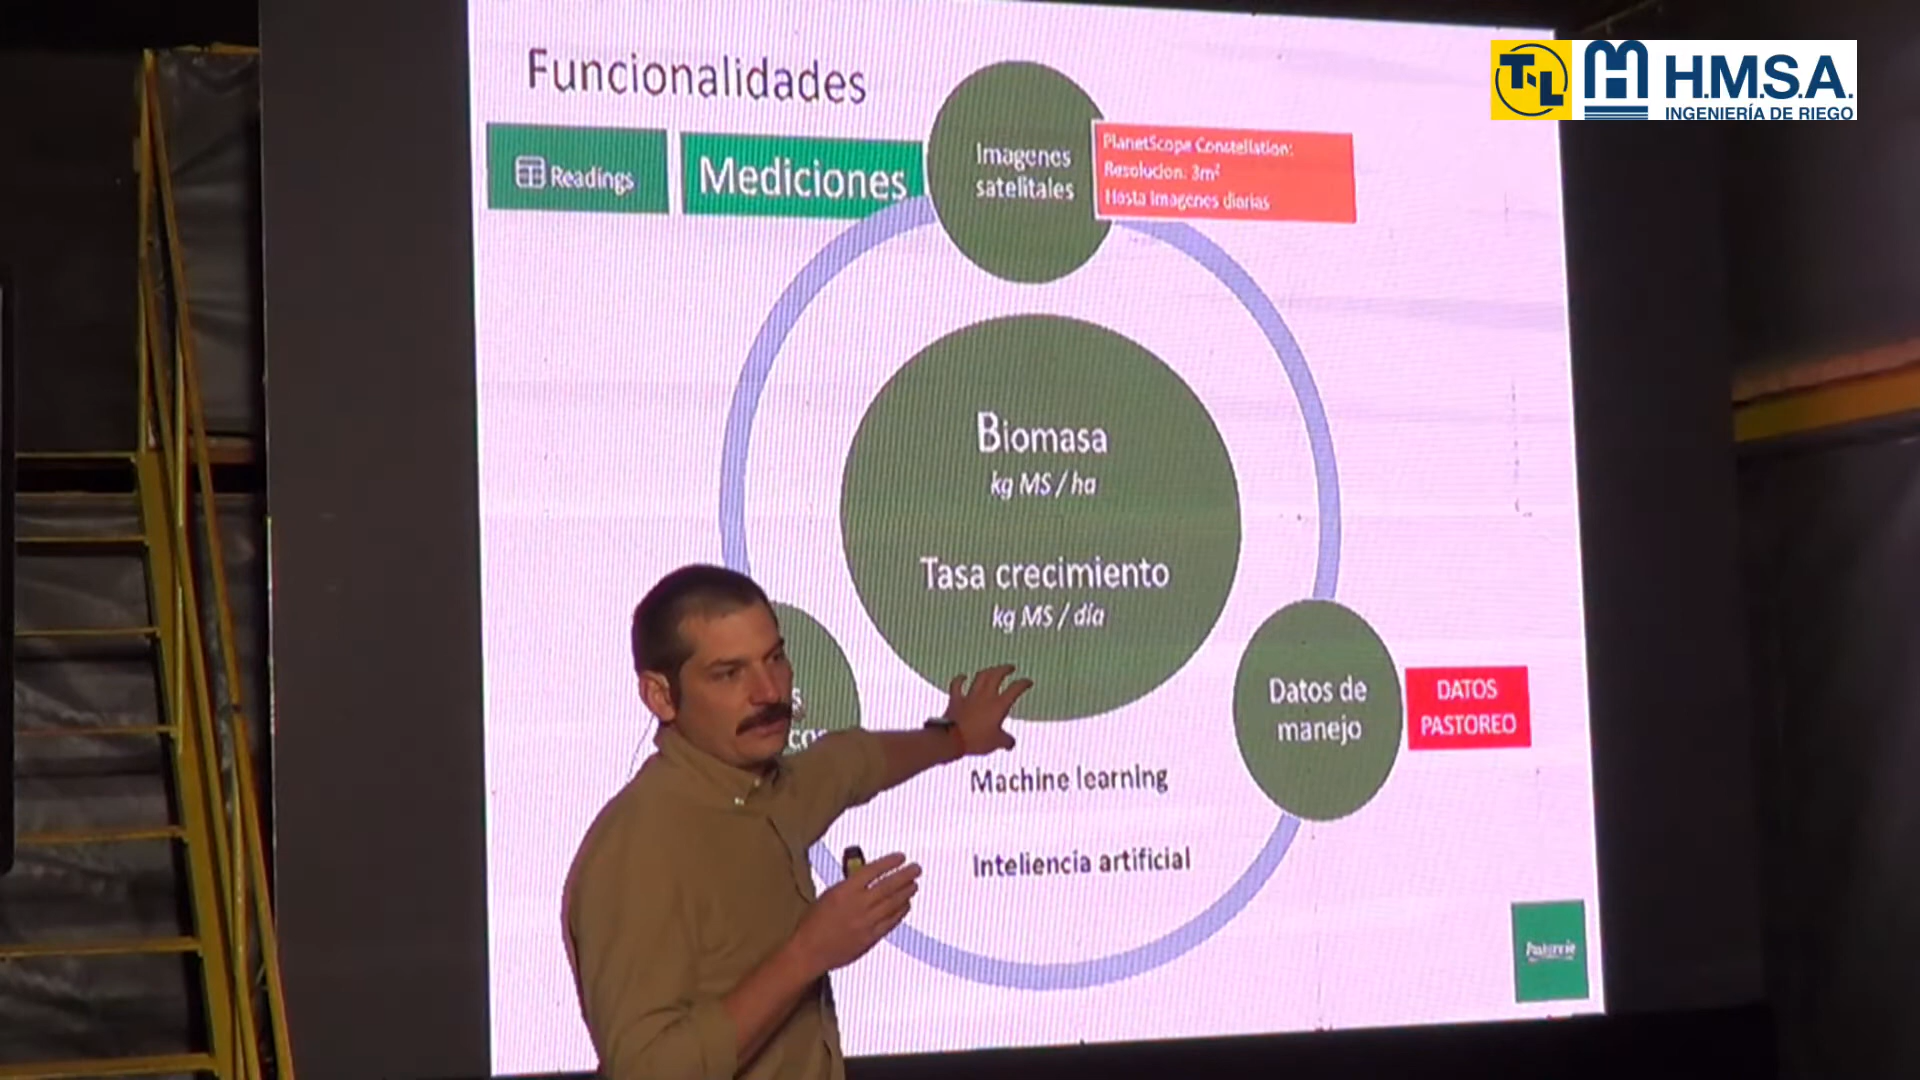 Funcionalidades
Readings
Mediciones
Imagenes
satelitales
PlanetScope Constellation:
Resolucion: 3m²
Hasta imagenes diarias
T-L
H.M.S.A.
INGENIERÍA DE RIEGO
Biomasa
kg MS / ha
Tasa crecimiento
kg MS / día
Datos de
manejo
DATOS
PASTOREO
Machine learning
Inteliencia artificial